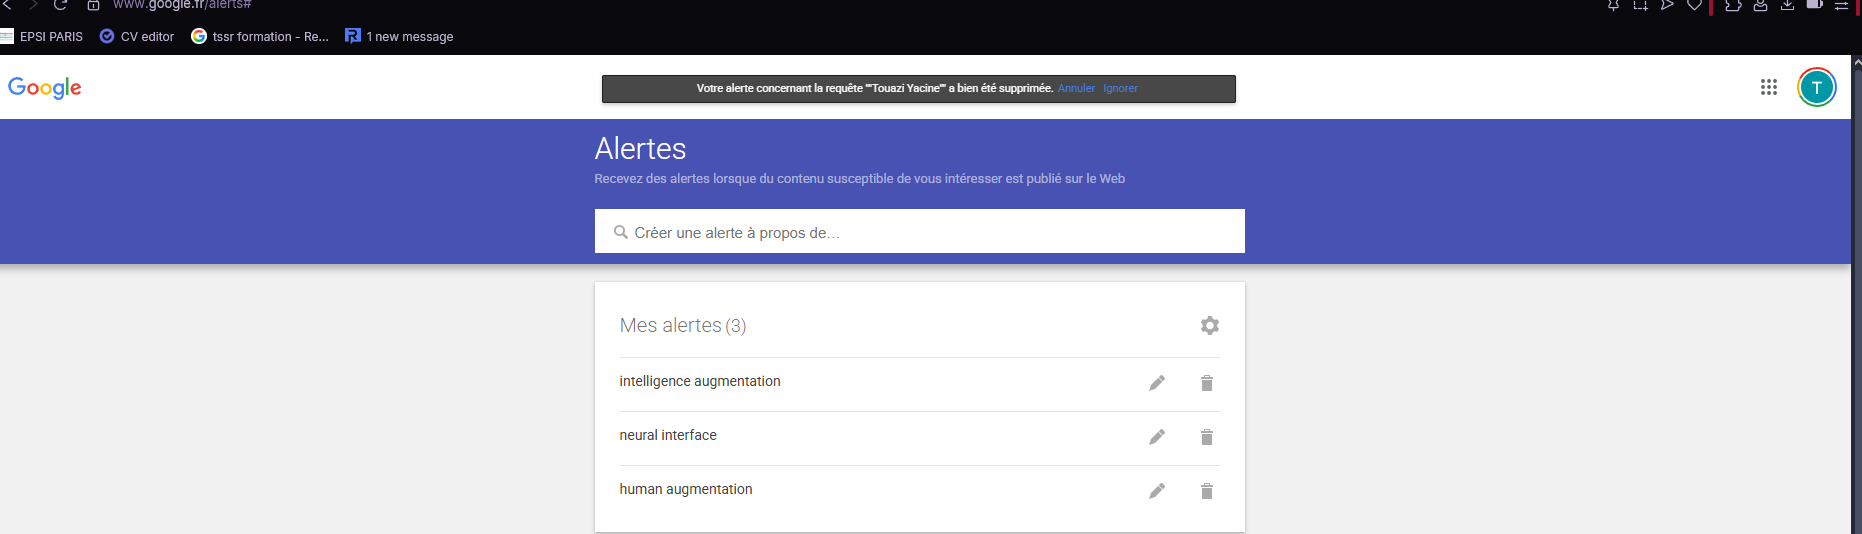 www.google.fr/alerts#
EPSI PARIS CV editor tssr formation - Re... 1 new message
Google
Votre alerte concernant la requête ""Touazi Yacine"" a bien été supprimée. Annuler Ignorer
T
Alertes
Recevez des alertes lorsque du contenu susceptible de vous intéresser est publié sur le Web
Créer une alerte à propos de...
Mes alertes (3)
intelligence augmentation
neural interface
human augmentation